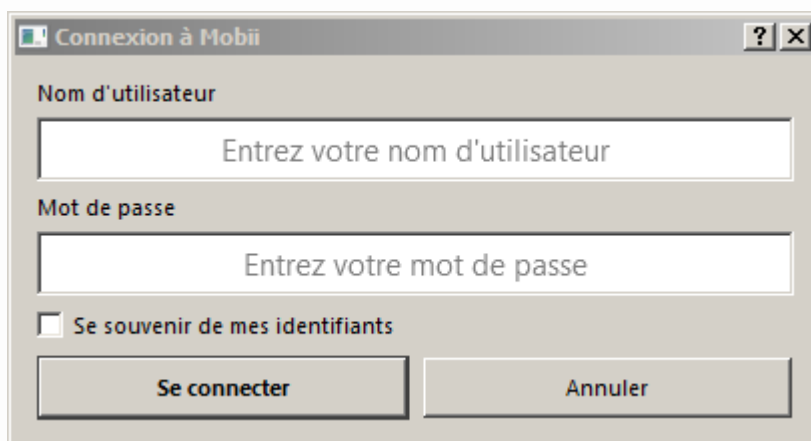 Connexion à Mobii
Nom d'utilisateur
Entrez votre nom d'utilisateur
Mot de passe
Entrez votre mot de passe
Se souvenir de mes identifiants
Se connecter Annuler